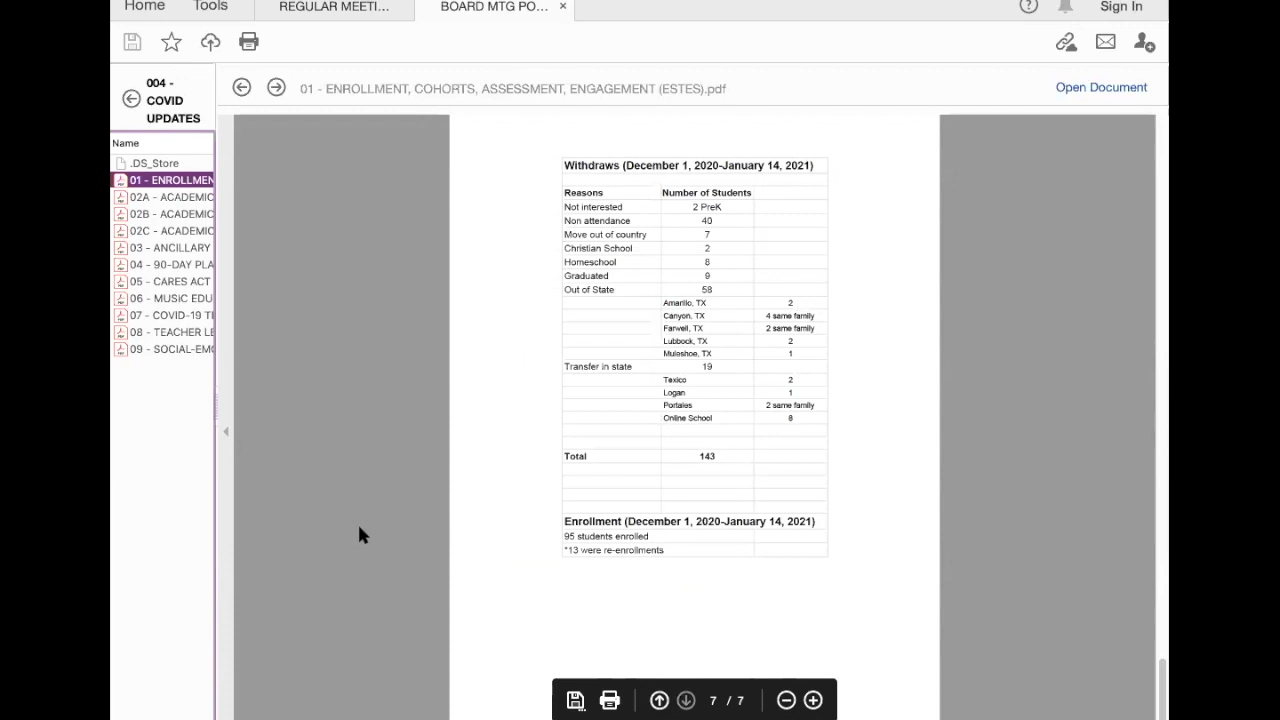 Home Tools REGULAR MEETI... BOARD MTG PO... × Sign In
004 -
COVID
UPDATES
01 - ENROLLMENT, COHORTS, ASSESSMENT, ENGAGEMENT (ESTES).pdf Open Document
Name
.DS_Store
01 - ENROLLMEN
02A - ACADEMIC
02B - ACADEMIC
02C - ACADEMIC
03 - ANCILLARY
04 - 90-DAY PLA
05 - CARES ACT
06 - MUSIC EDU
07 - COVID-19 TE
08 - TEACHER LE
09 - SOCIAL-EMO
Withdraws (December 1, 2020-January 14, 2021)
Reasons Number of Students
Not interested 2 PreK
Non attendance 40
Move out of country 7
Christian School 2
Homeschool 8
Graduated 9
Out of State 58
Amarillo, TX 2
Canyon, TX 4 same family
Farwell, TX 2 same family
Lubbock, TX 2
Muleshoe, TX 1
Transfer in state 19
Texico 2
Logan 1
Portales 2 same family
Online School 8
Total 143
Enrollment (December 1, 2020-January 14, 2021)
95 students enrolled
*13 were re-enrollments
7 / 7